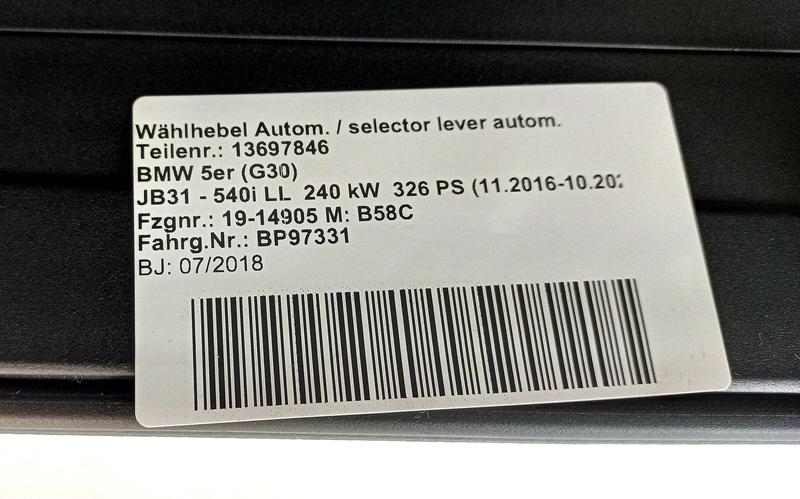 Wählhebel Autom. / selector lever autom.
Teilenr.: 13697846
BMW 5er (G30)
JB31 - 540i LL 240 kW 326 PS (11.2016-10.20
Fzgnr.: 19-14905 M: B58C
Fahrg.Nr.: BP97331
BJ: 07/2018